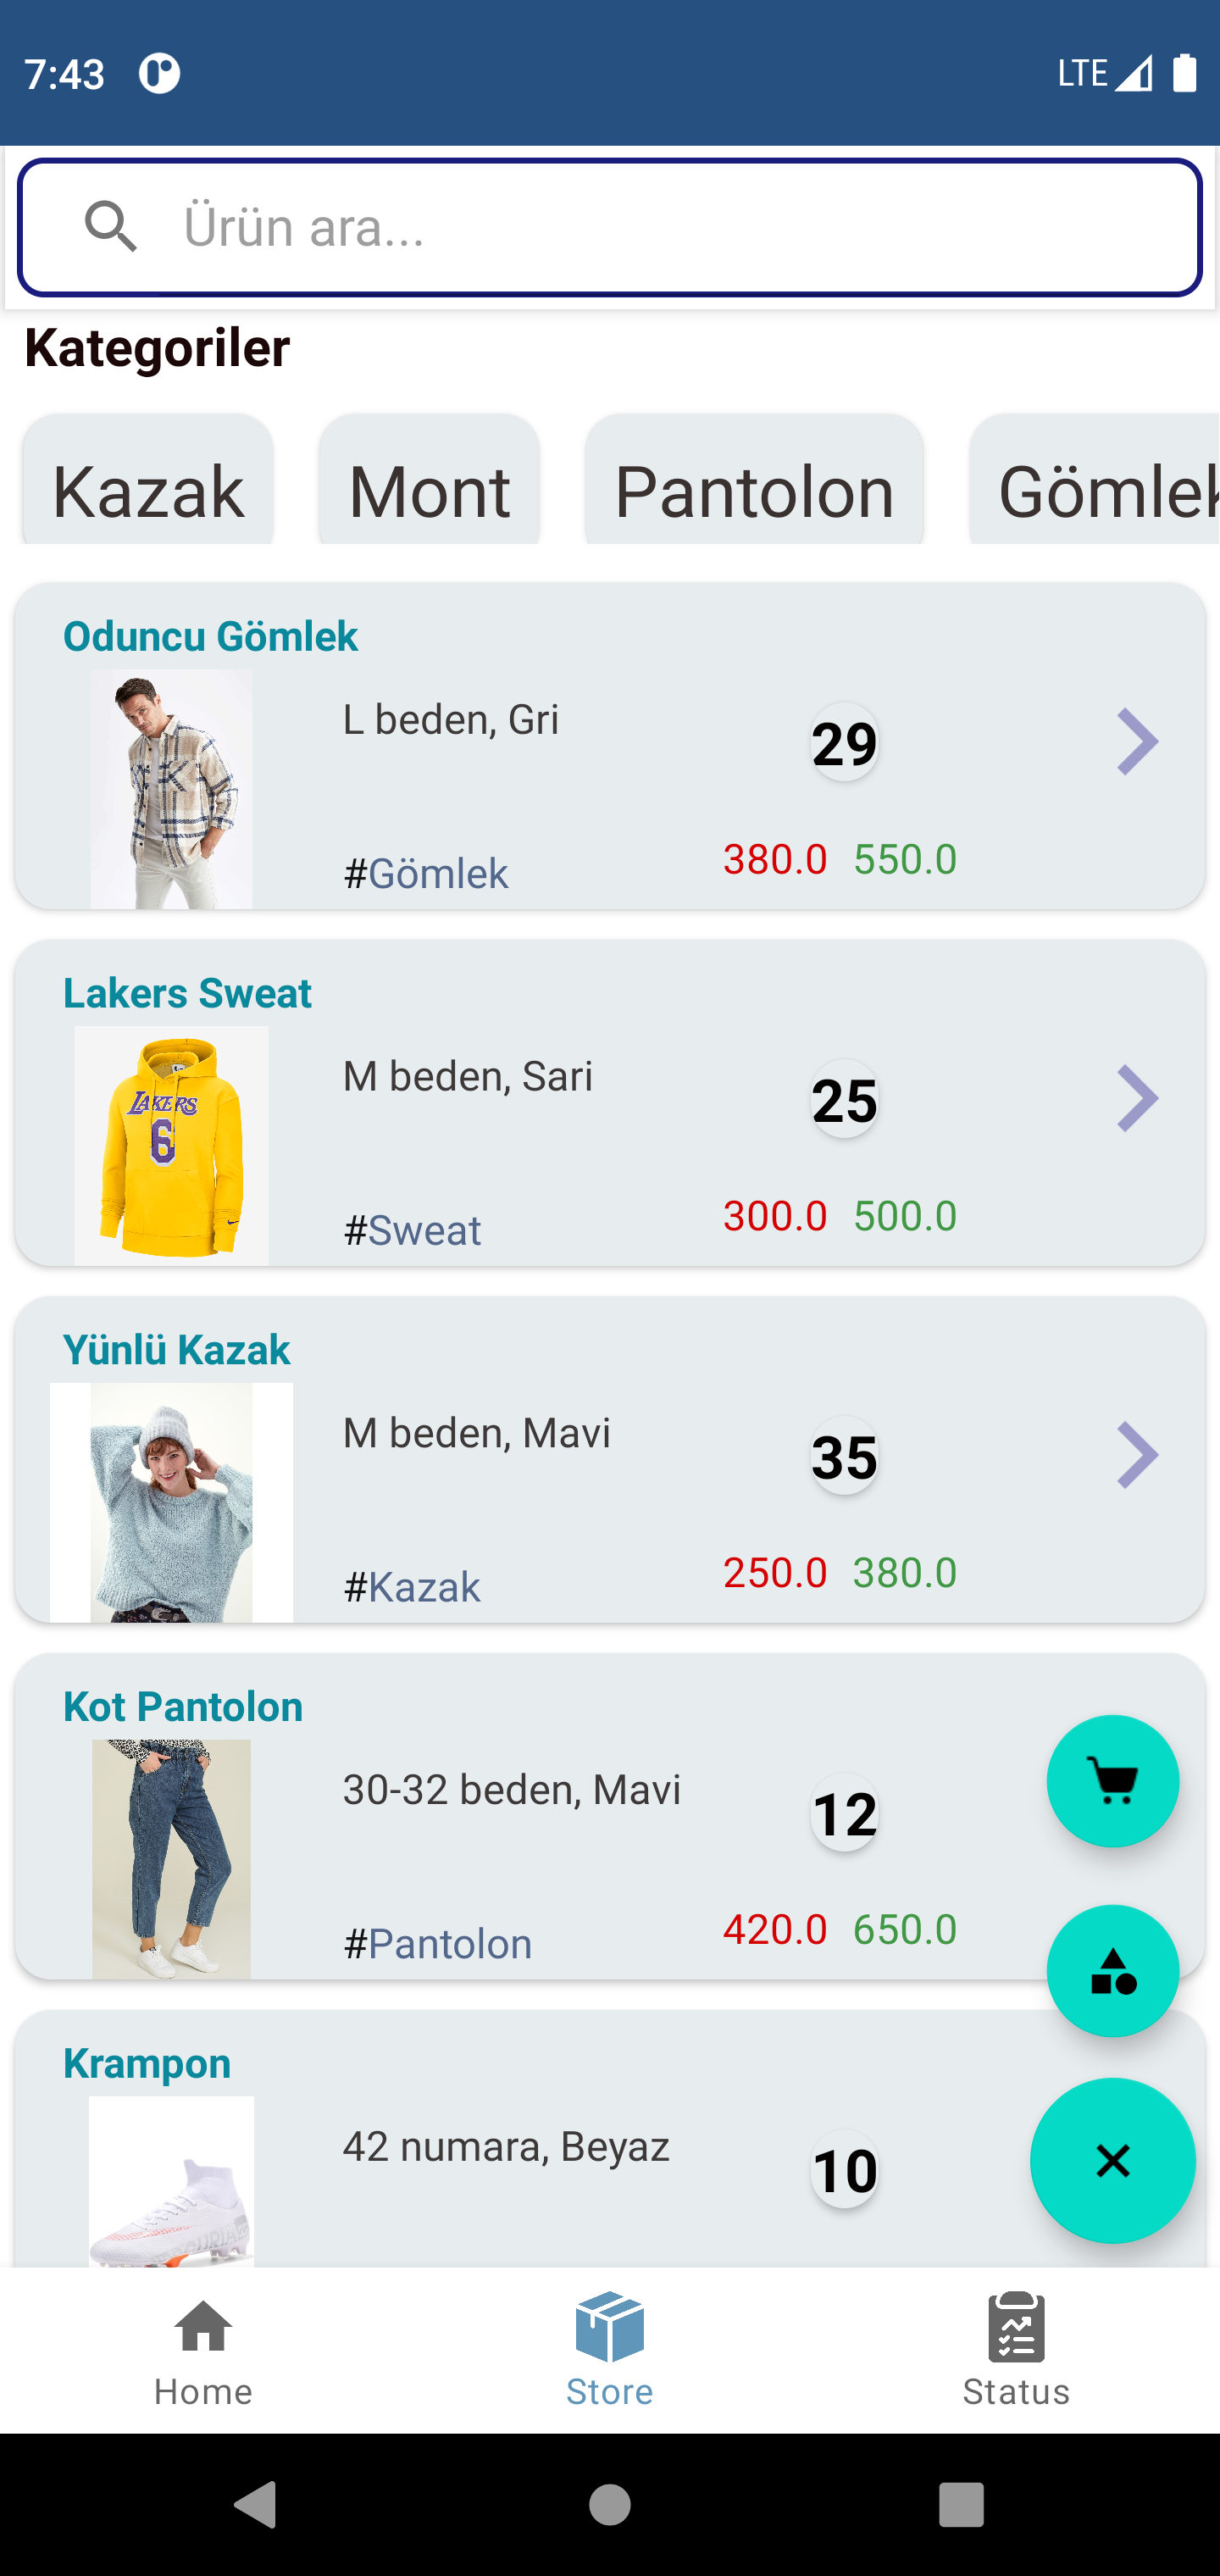 7:43
LTE
Ürün ara...
Kategoriler
Kazak
Mont
Pantolon
Gömlek
Oduncu Gömlek
L beden, Gri
29
#Gömlek
380.0 550.0
Lakers Sweat
LAKERS
6
M beden, Sari
25
#Sweat
300.0 500.0
Yünlü Kazak
M beden, Mavi
35
#Kazak
250.0 380.0
Kot Pantolon
30-32 beden, Mavi
12
#Pantolon
420.0 650.0
Krampon
42 numara, Beyaz
10
Home
Store
Status